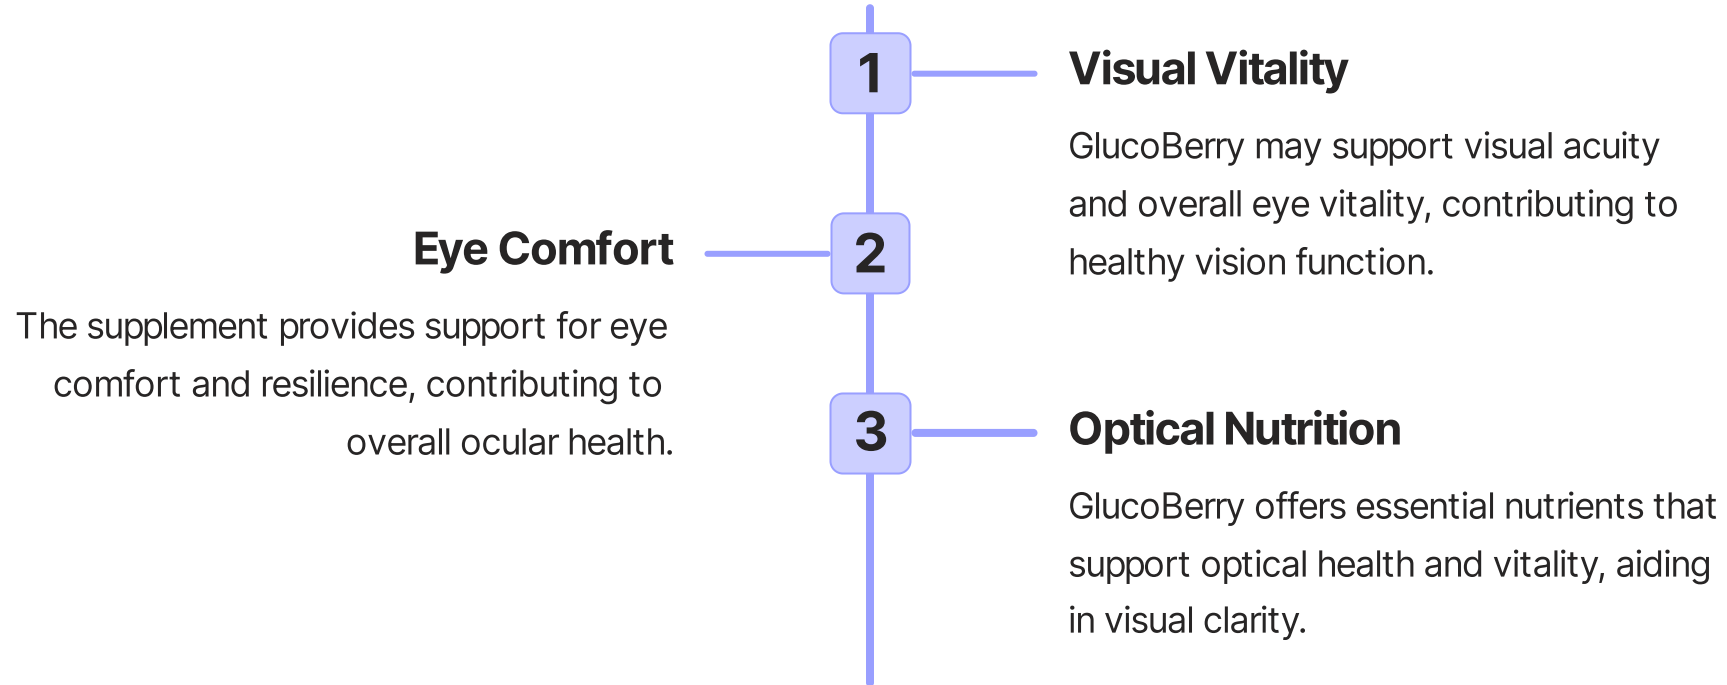 1
Visual Vitality
GlucoBerry may support visual acuity
and overall eye vitality, contributing to
healthy vision function.
2
Eye Comfort
The supplement provides support for eye
comfort and resilience, contributing to
overall ocular health.
3
Optical Nutrition
GlucoBerry offers essential nutrients that
support optical health and vitality, aiding
in visual clarity.